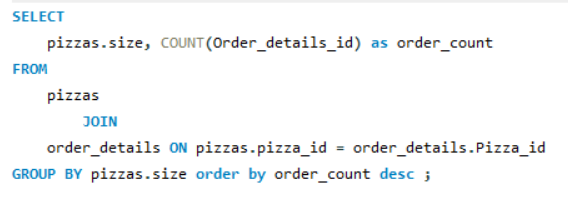 SELECT
pizzas.size, COUNT(Order_details_id) as order_count
FROM
pizzas
JOIN
order_details ON pizzas.pizza_id = order_details.Pizza_id
GROUP BY pizzas.size order by order_count desc ;